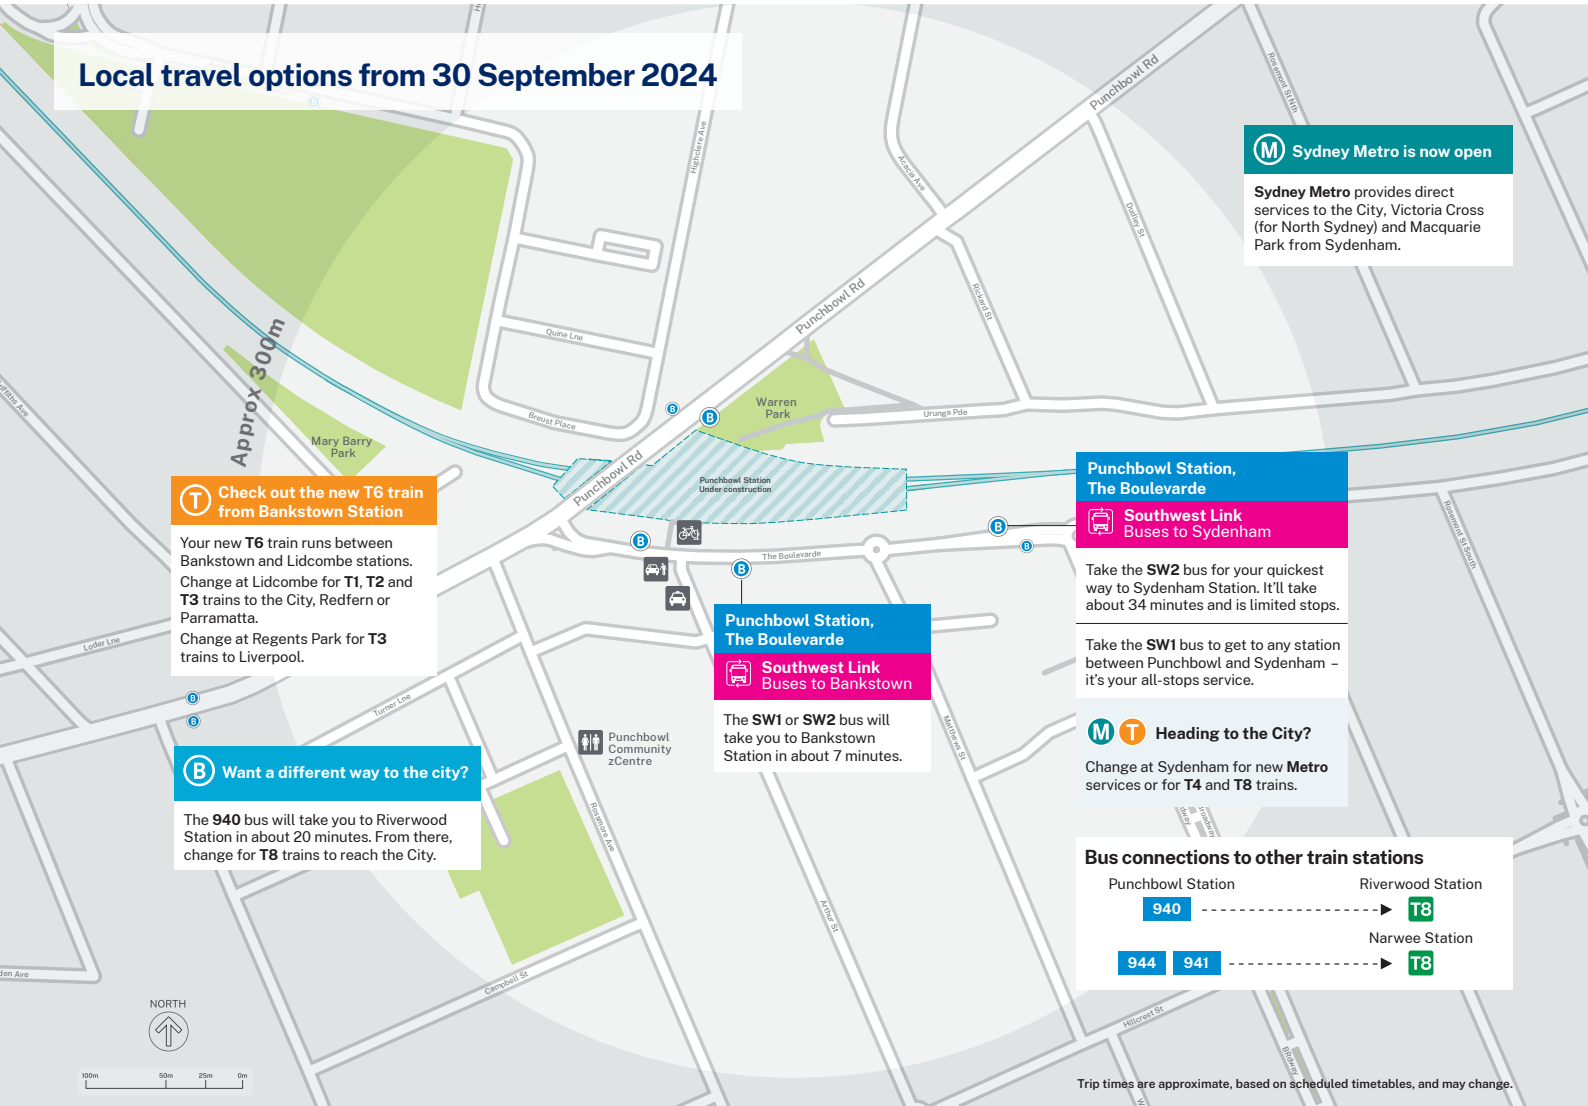 Local travel options from 30 September 2024
Punchbowl Rd
Rosemont St Nth
Highclere Ave
Acacia Ave
Dudley St
M
Sydney Metro is now open
Sydney Metro provides direct
services to the City, Victoria Cross
(for North Sydney) and Macquarie
Park from Sydenham.
Rickard St
Punchbowl Rd
Quine Lne
Approx 300m
Griffiths Ave
Breust Place
Warren
Park
Urunga Pde
B
B
Mary Barry
Park
Punchbowl Rd
Punchbowl Station
Under construction
T
Check out the new T6 train
from Bankstown Station
Your new T6 train runs between
Bankstown and Lidcombe stations.
Change at Lidcombe for T1, T2 and
T3 trains to the City, Redfern or
Parramatta.
Change at Regents Park for T3
trains to Liverpool.
B
The Boulevarde
B
B
B
Punchbowl Station,
The Boulevarde
Southwest Link
Buses to Sydenham
Take the SW2 bus for your quickest
way to Sydenham Station. It'll take
about 34 minutes and is limited stops.
Take the SW1 bus to get to any station
between Punchbowl and Sydenham –
it's your all-stops service.
M T
Heading to the City?
Change at Sydenham for new Metro
services or for T4 and T8 trains.
Rosemont St South
Punchbowl Station,
The Boulevarde
Southwest Link
Buses to Bankstown
The SW1 or SW2 bus will
take you to Bankstown
Station in about 7 minutes.
Loder Lne
B
B
Turner Lne
Matthews St
Punchbowl
Community
zCentre
Rossmore Ave
B
Want a different way to the city?
The 940 bus will take you to Riverwood
Station in about 20 minutes. From there,
change for T8 trains to reach the City.
Broadway
Arthur St
Campbell St
Bus connections to other train stations
Punchbowl Station
Riverwood Station
940
T8
Narwee Station
944
941
T8
Hillcrest St
BRdway
NORTH
100m 50m 25m 0m
Trip times are approximate, based on scheduled timetables, and may change.